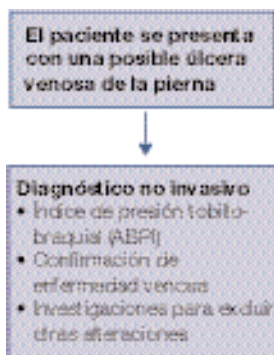 El paciente se presenta
con una posible úlcera
venosa de la pierna
Diagnóstico no invasivo
• Índice de presión tobillo-
braquial (ABPI)
• Confirmación de
enfermedad venosa
• Investigaciones para excluir
otras alteraciones